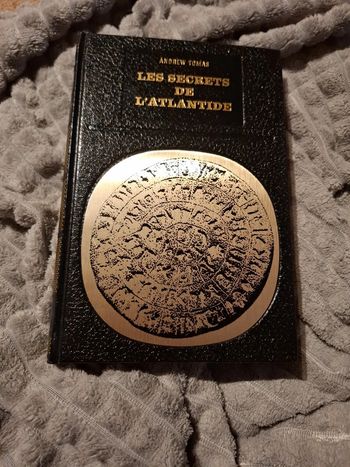 ANDREW TOMAS
LES SECRETS
DE
L'ATLANTIDE